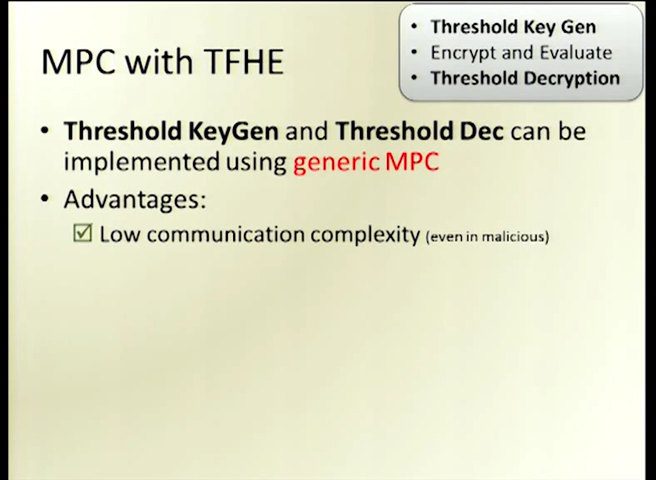 MPC with TFHE
• Threshold Key Gen
• Encrypt and Evaluate
• Threshold Decryption
• Threshold KeyGen and Threshold Dec can be
implemented using generic MPC
• Advantages:
☑ Low communication complexity (even in malicious)